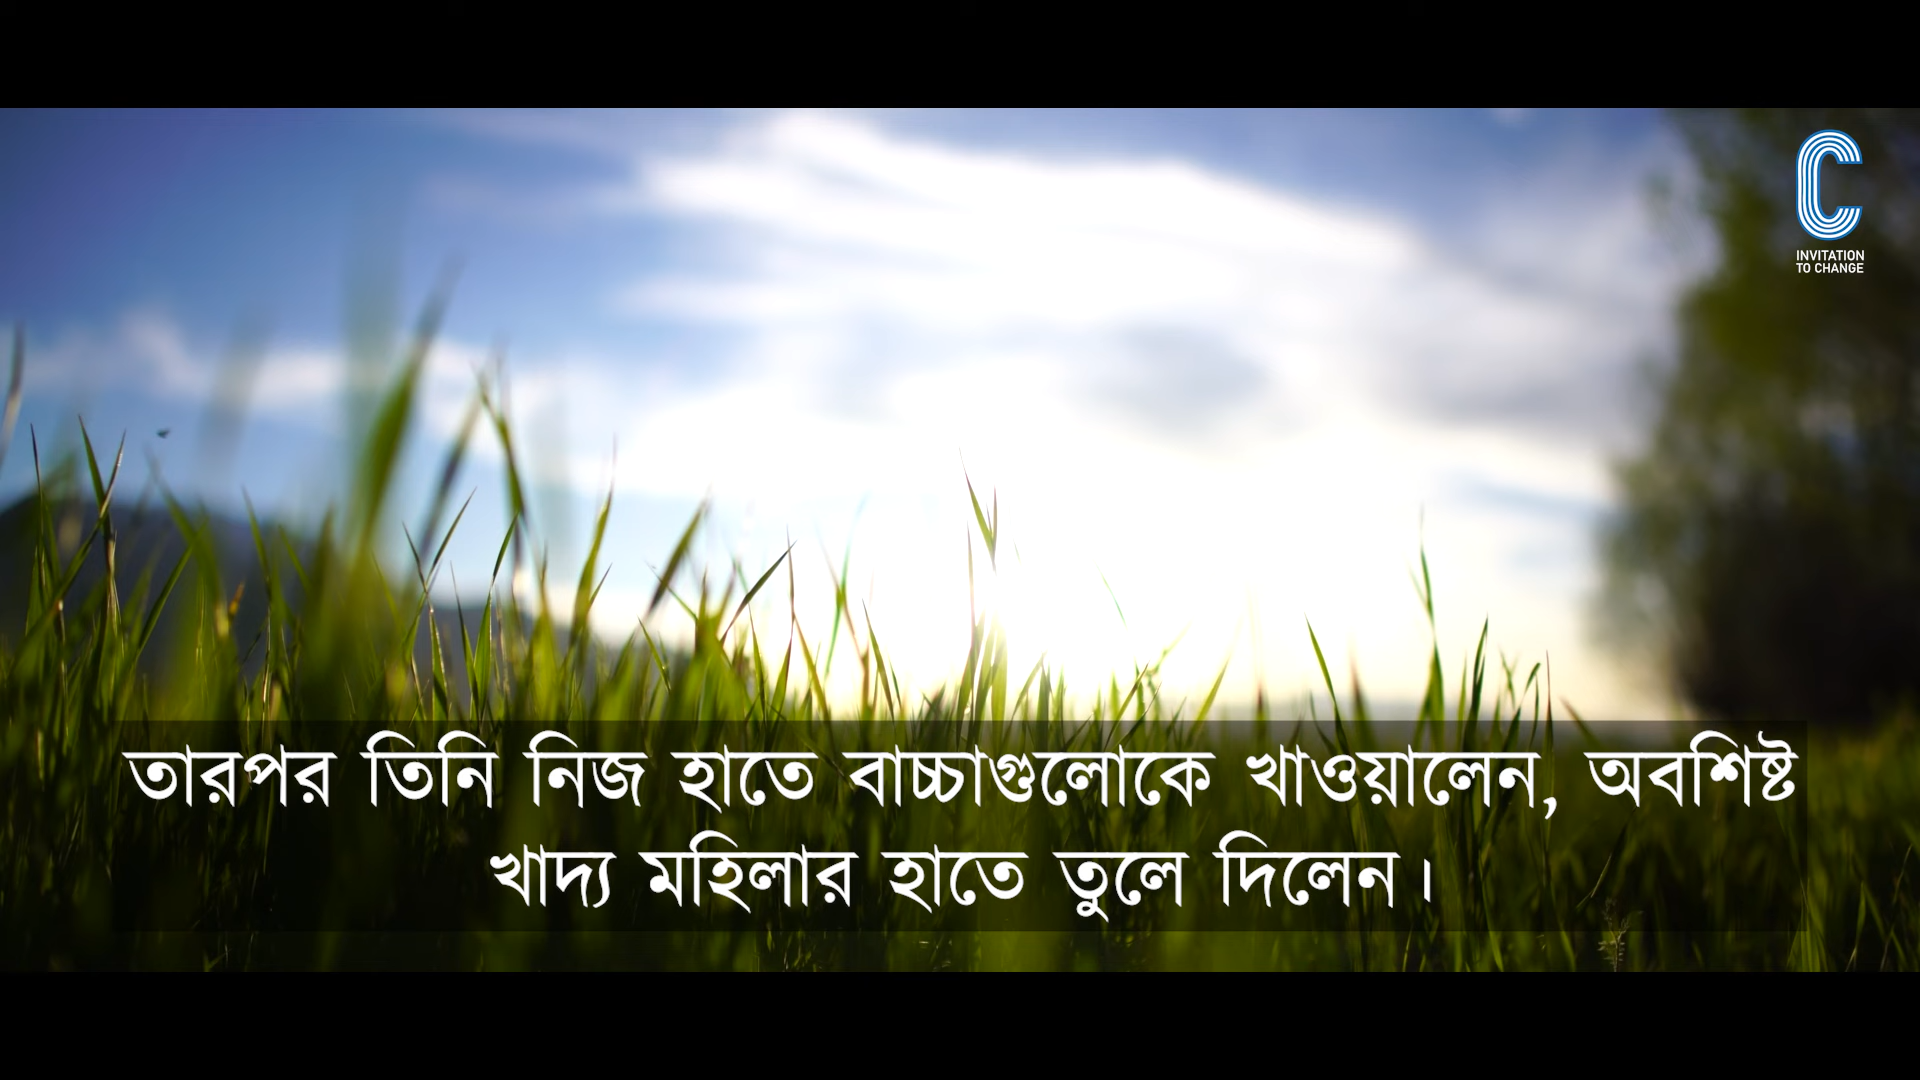 INVITATION
TO CHANGE
তারপর তিনি নিজ হাতে বাচ্চাগুলোকে খাওয়ালেন, অবশিষ্ট
খাদ্য মহিলার হাতে তুলে দিলেন।